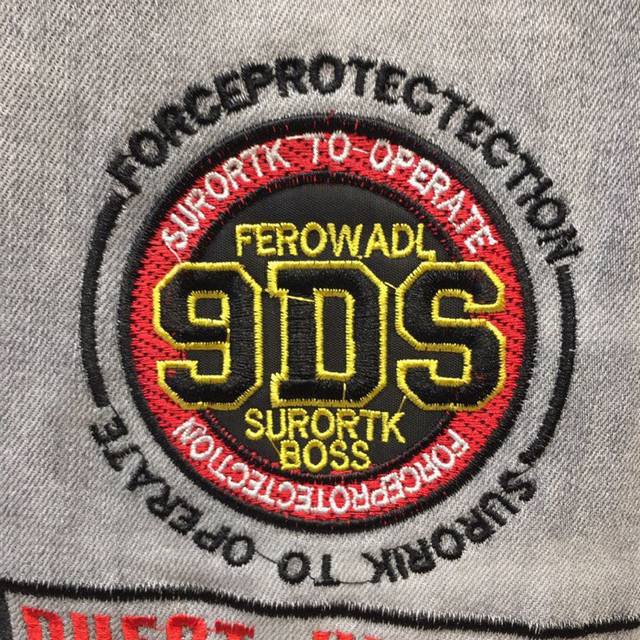 FORCEPROTECTECTION
SURORTK TO-OPERATE
FEROWADL
9DS
SURORTK
BOSS
FORCEPROTECTECTION
SURORIK TO OPERATE